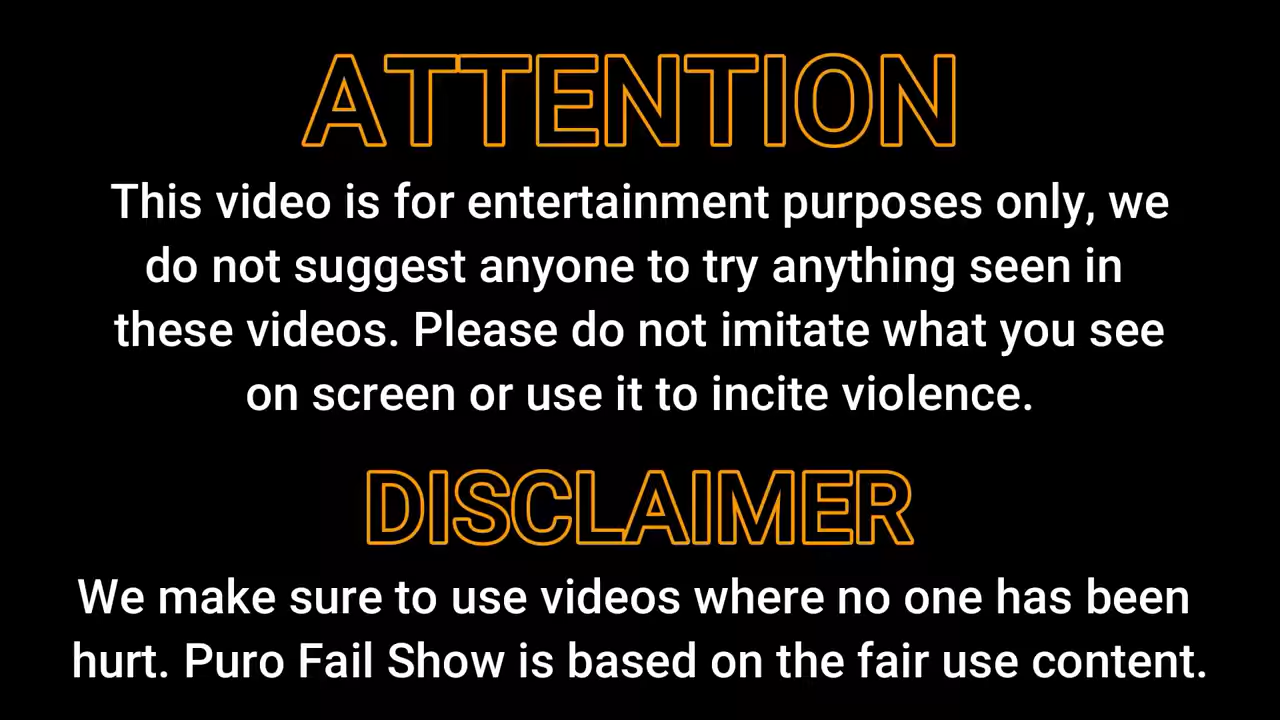 ATTENTION
This video is for entertainment purposes only, we
do not suggest anyone to try anything seen in
these videos. Please do not imitate what you see
on screen or use it to incite violence.
DISCLAIMER
We make sure to use videos where no one has been
hurt. Puro Fail Show is based on the fair use content.